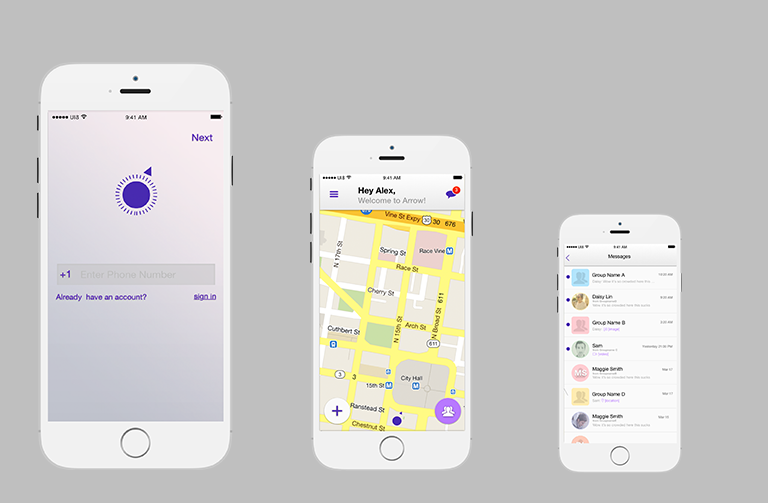 UI8 9:41 AM
Next
+1 Enter Phone Number
Already have an account? sign in
UI8 9:41 AM
Hey Alex,
Welcome to Arrow!
3
Vine St Expy 30 30 676
N 17th St
Spring St
Race Vine M
Race St
Cherry St
N 15th St
N Broad St 611
Arch St
Cuthbert St
611
3
15th St M
City Hall
M
Ranstead St
Chestnut St
UI8 9:41 AM
Messages
Group Name A
Daisy Lin
Group Name B
Sam
Maggie Smith
MS
Group Name D
Maggie Smith